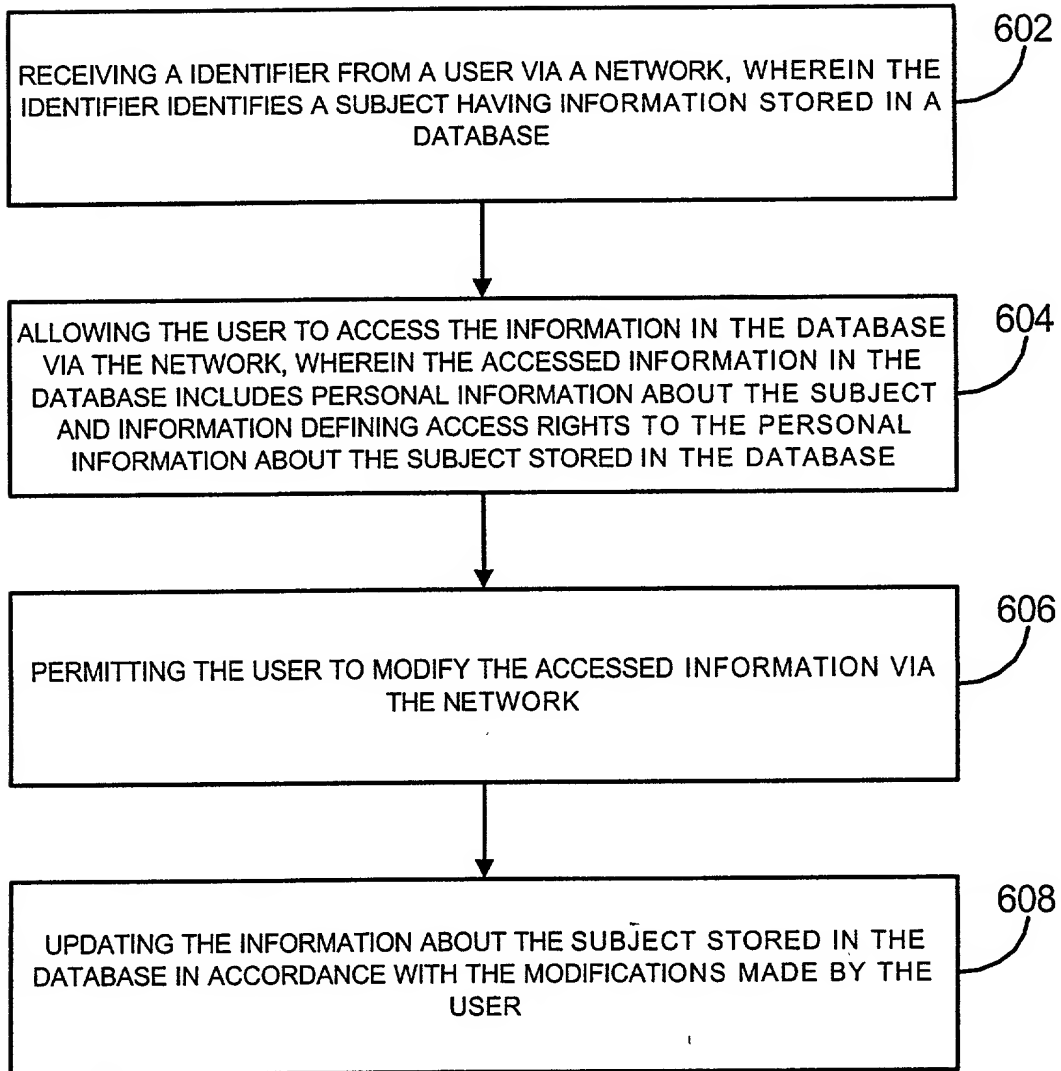 602
RECEIVING A IDENTIFIER FROM A USER VIA A NETWORK, WHEREIN THE
IDENTIFIER IDENTIFIES A SUBJECT HAVING INFORMATION STORED IN A
DATABASE
604
ALLOWING THE USER TO ACCESS THE INFORMATION IN THE DATABASE
VIA THE NETWORK, WHEREIN THE ACCESSED INFORMATION IN THE
DATABASE INCLUDES PERSONAL INFORMATION ABOUT THE SUBJECT
AND INFORMATION DEFINING ACCESS RIGHTS TO THE PERSONAL
INFORMATION ABOUT THE SUBJECT STORED IN THE DATABASE
606
PERMITTING THE USER TO MODIFY THE ACCESSED INFORMATION VIA
THE NETWORK
608
UPDATING THE INFORMATION ABOUT THE SUBJECT STORED IN THE
DATABASE IN ACCORDANCE WITH THE MODIFICATIONS MADE BY THE
USER